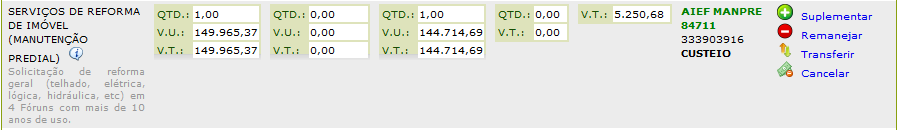 SERVIÇOS DE REFORMA
DE IMÓVEL
(MANUTENÇÃO
PREDIAL)
Solicitação de reforma
geral (telhado, elétrica,
lógica, hidráulica, etc) em
4 Fóruns com mais de 10
anos de uso.
QTD.: 1,00
V.U.: 149.965,37
V.T.: 149.965,37
QTD.: 0,00
V.U.: 0,00
V.T.: 0,00
QTD.: 1,00
V.U.: 144.714,69
V.T.: 144.714,69
QTD.: 0,00
V.T.: 0,00
V.T.: 5.250,68
AIEF MANPRE
84711
333903916
CUSTEIO
Suplementar
Remanejar
Transferir
Cancelar